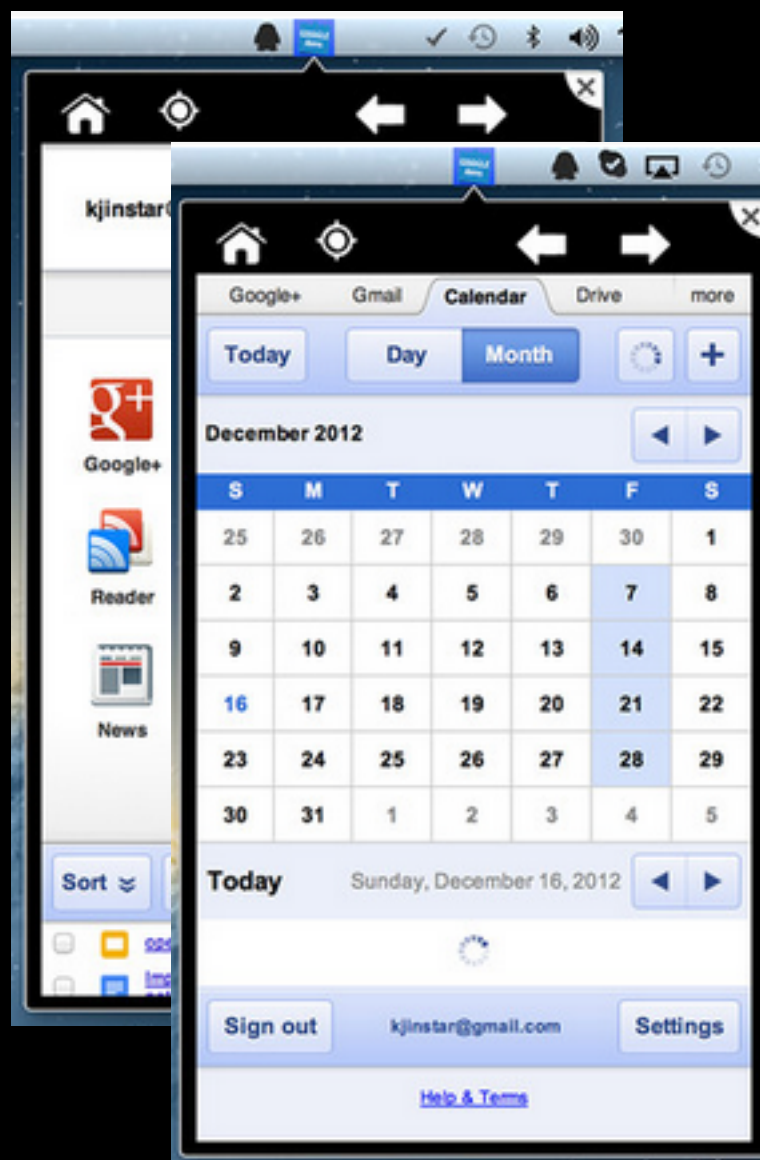 kjinstar
Google+
Reader
News
Sort
Google+ Gmail Calendar Drive more
Today Day Month +
December 2012
S M T W T F S
25 26 27 28 29 30 1
2 3 4 5 6 7 8
9 10 11 12 13 14 15
16 17 18 19 20 21 22
23 24 25 26 27 28 29
30 31 1 2 3 4 5
Today Sunday, December 16, 2012
Sign out kjinstar@gmail.com Settings
Help & Terms